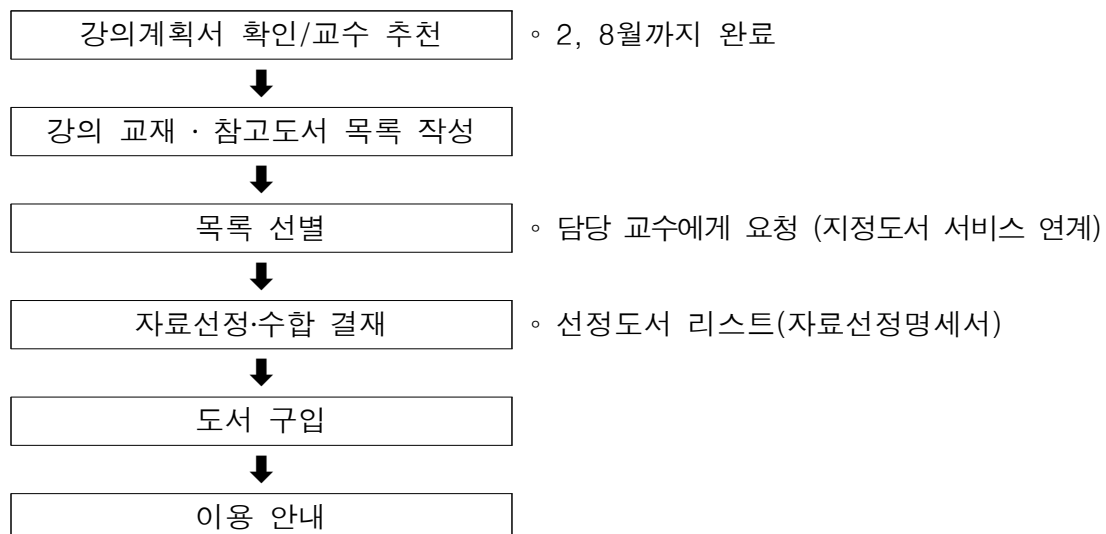 강의계획서 확인/교수 추천 ◦ 2, 8월까지 완료
강의 교재 · 참고도서 목록 작성
목록 선별 ◦ 담당 교수에게 요청 (지정도서 서비스 연계)
자료선정·수합 결재 ◦ 선정도서 리스트(자료선정명세서)
도서 구입
이용 안내